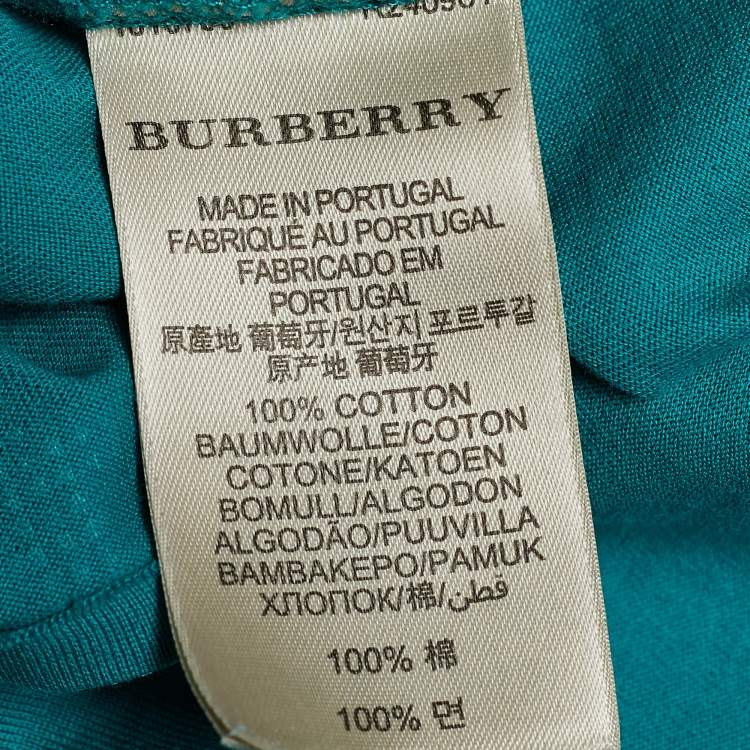 BURBERRY
MADE IN PORTUGAL
FABRIQUÉ AU PORTUGAL
FABRICADO EM
PORTUGAL
原產地 葡萄牙/원산지 포르투갈
原产地 葡萄牙
100% COTTON
BAUMWOLLE/COTON
COTONE/KATOEN
BOMULL/ALGODON
ALGODÃO/PUUVILLA
BAMBAKEPO/PAMUK
ХЛОПОК/棉/قطن
100% 棉
100% 면